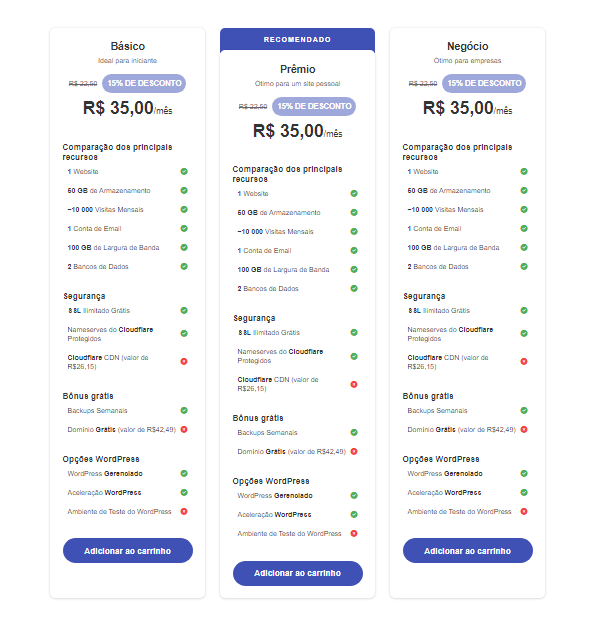 Básico
Ideal para iniciante
R$ 22,50 15% DE DESCONTO
R$ 35,00/mês
Comparação dos principais
recursos
1 Website
50 GB de Armazenamento
~10 000 Visitas Mensais
1 Conta de Email
100 GB de Largura de Banda
2 Bancos de Dados
Segurança
SSL Ilimitado Grátis
Nameserves do Cloudflare
Protegidos
Cloudflare CDN (valor de
R$26,15)
Bônus grátis
Backups Semanais
Domínio Grátis (valor de R$42,49)
Opções WordPress
WordPress Gerenciado
Aceleração WordPress
Ambiente de Teste do WordPress
Adicionar ao carrinho
RECOMENDADO
Prêmio
Ótimo para um site pessoal
R$ 22,50 15% DE DESCONTO
R$ 35,00/mês
Comparação dos principais
recursos
1 Website
50 GB de Armazenamento
~10 000 Visitas Mensais
1 Conta de Email
100 GB de Largura de Banda
2 Bancos de Dados
Segurança
SSL Ilimitado Grátis
Nameserves do Cloudflare
Protegidos
Cloudflare CDN (valor de
R$26,15)
Bônus grátis
Backups Semanais
Domínio Grátis (valor de R$42,49)
Opções WordPress
WordPress Gerenciado
Aceleração WordPress
Ambiente de Teste do WordPress
Adicionar ao carrinho
Negócio
Ótimo para empresas
R$ 22,50 15% DE DESCONTO
R$ 35,00/mês
Comparação dos principais
recursos
1 Website
50 GB de Armazenamento
~10 000 Visitas Mensais
1 Conta de Email
100 GB de Largura de Banda
2 Bancos de Dados
Segurança
SSL Ilimitado Grátis
Nameserves do Cloudflare
Protegidos
Cloudflare CDN (valor de
R$26,15)
Bônus grátis
Backups Semanais
Domínio Grátis (valor de R$42,49)
Opções WordPress
WordPress Gerenciado
Aceleração WordPress
Ambiente de Teste do WordPress
Adicionar ao carrinho